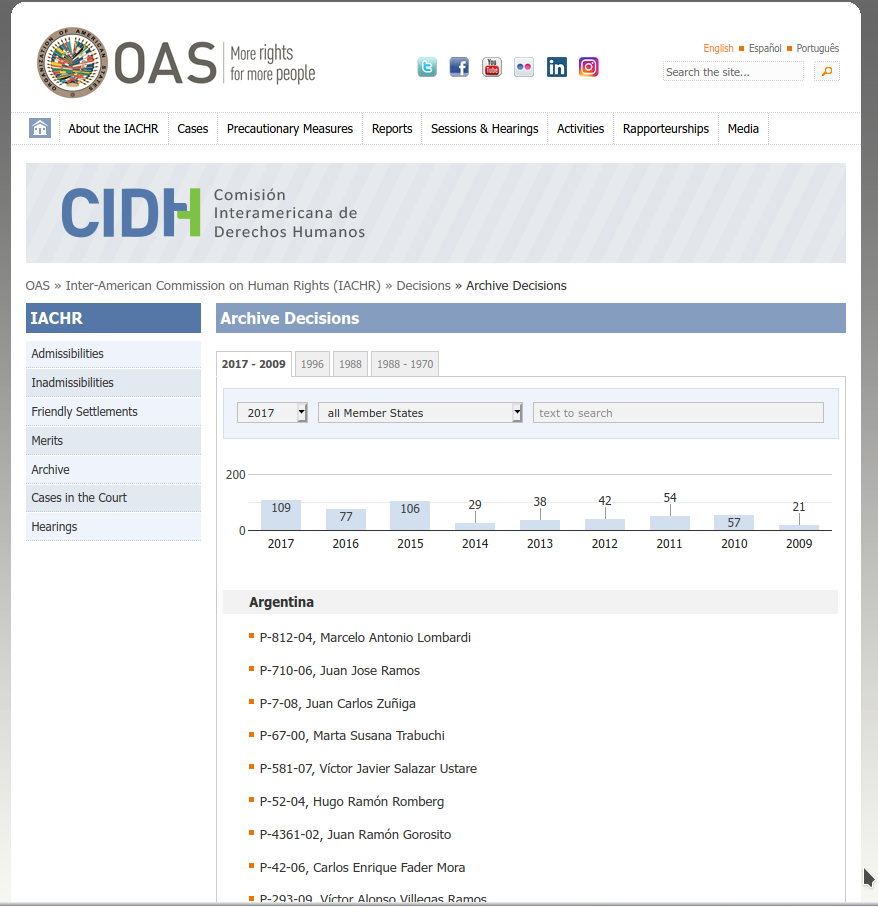 OAS
More rights
for more people
English Español Português
Search the site...
About the IACHR Cases Precautionary Measures Reports Sessions & Hearings Activities Rapporteurships Media
CIDH
Comisión
Interamericana de
Derechos Humanos
OAS » Inter-American Commission on Human Rights (IACHR) » Decisions » Archive Decisions
IACHR
Admissibilities
Inadmissibilities
Friendly Settlements
Merits
Archive
Cases in the Court
Hearings
Archive Decisions
2017 - 2009 1996 1988 1988 - 1970
2017 all Member States text to search
200
109 77 106 29 38 42 54 57 21
0
2017 2016 2015 2014 2013 2012 2011 2010 2009
Argentina
P-812-04, Marcelo Antonio Lombardi
P-710-06, Juan Jose Ramos
P-7-08, Juan Carlos Zuñiga
P-67-00, Marta Susana Trabuchi
P-581-07, Víctor Javier Salazar Ustare
P-52-04, Hugo Ramón Romberg
P-4361-02, Juan Ramón Gorosito
P-42-06, Carlos Enrique Fader Mora
P-293-09, Víctor Alonso Villegas Ramos